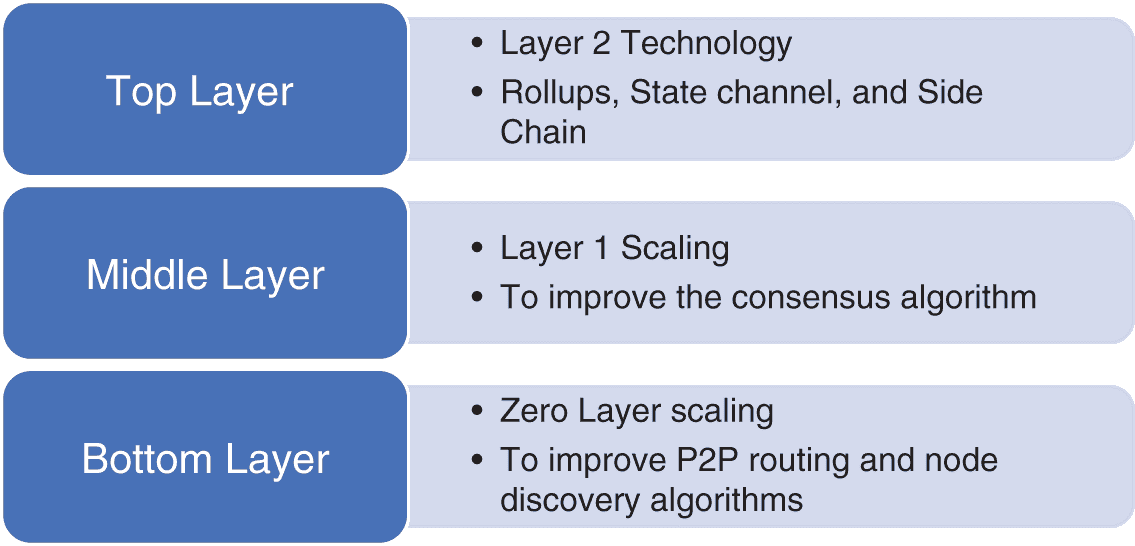 Top Layer
• Layer 2 Technology
• Rollups, State channel, and Side
Chain
Middle Layer
• Layer 1 Scaling
• To improve the consensus algorithm
Bottom Layer
• Zero Layer scaling
• To improve P2P routing and node
discovery algorithms